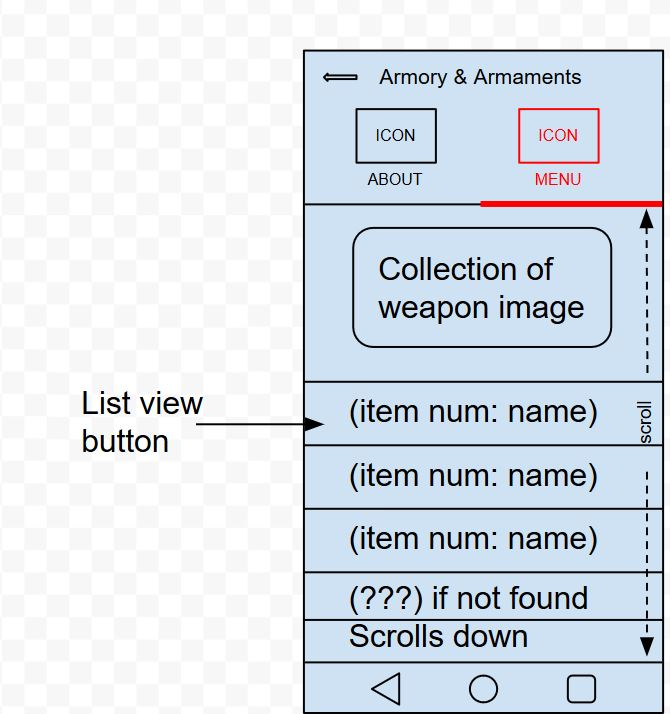 Armory & Armaments
ICON
ICON
ABOUT
MENU
Collection of
weapon image
List view
button
(item num: name)
scroll
(item num: name)
(item num: name)
(???) if not found
Scrolls down